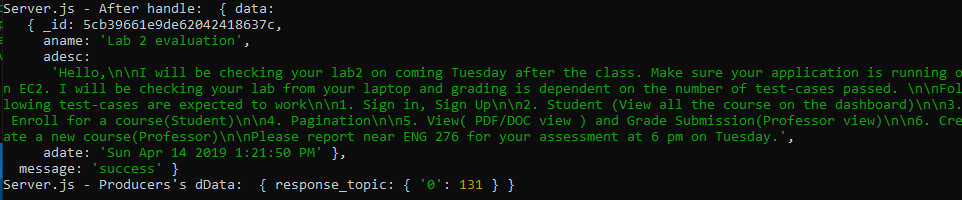 Server.js - After handle:  { data:
   { _id: 5cb39661e9de62042418637c,
     aname: 'Lab 2 evaluation',
     adesc:
      'Hello,\n\nI will be checking your lab2 on coming Tuesday after the class. Make sure your application is running o
n EC2. I will be checking your lab from your laptop and grading is dependent on the number of test-cases passed. \n\nFol
lowing test-cases are expected to work\n\n1. Sign in, Sign Up\n\n2. Student (View all the course on the dashboard)\n\n3.
 Enroll for a course(Student)\n\n4. Pagination\n\n5. View( PDF/DOC view ) and Grade Submission(Professor view)\n\n6. Cre
ate a new course(Professor)\n\nPlease report near ENG 276 for your assessment at 6 pm on Tuesday.',
     adate: 'Sun Apr 14 2019 1:21:50 PM' },
  message: 'success' }
Server.js - Producers's dData:  { response_topic: { '0': 131 } }